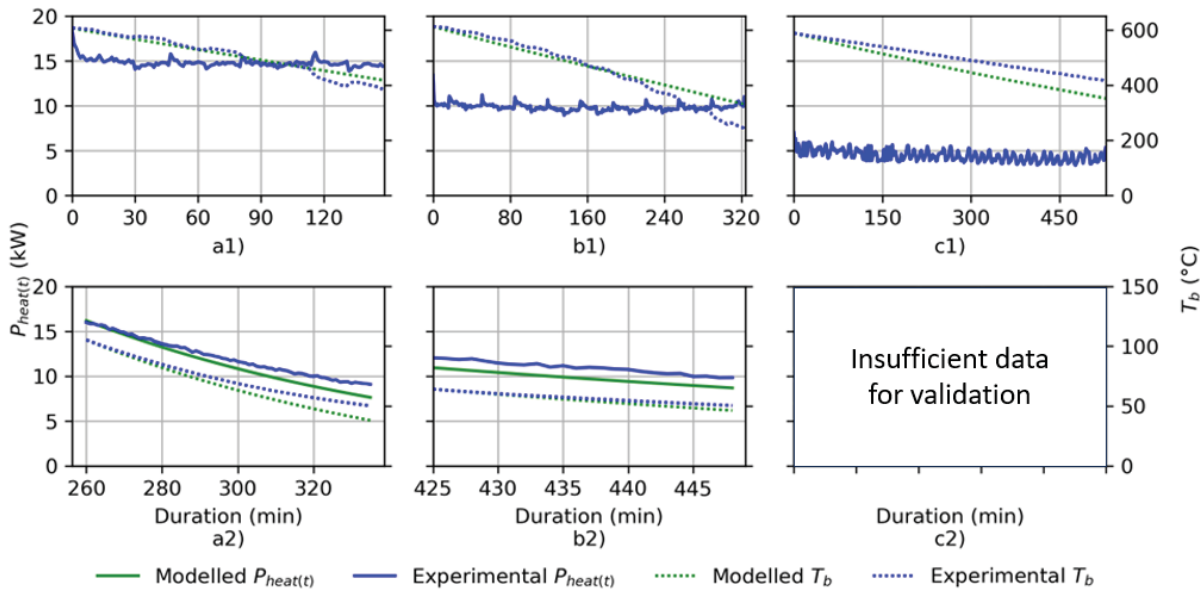 20
15
10
5
0
0 30 60 90 120
a1)
0 80 160 240 320
b1)
600
400
200
0
0 150 300 450
c1)
P_heat(t) (kW)
T_b (°C)
20
15
10
5
0
260 280 300 320
Duration (min)
a2)
425 430 435 440 445
Duration (min)
b2)
150
100
50
0
Insufficient data
for validation
Duration (min)
c2)
Modelled P_heat(t) Experimental P_heat(t) Modelled T_b Experimental T_b